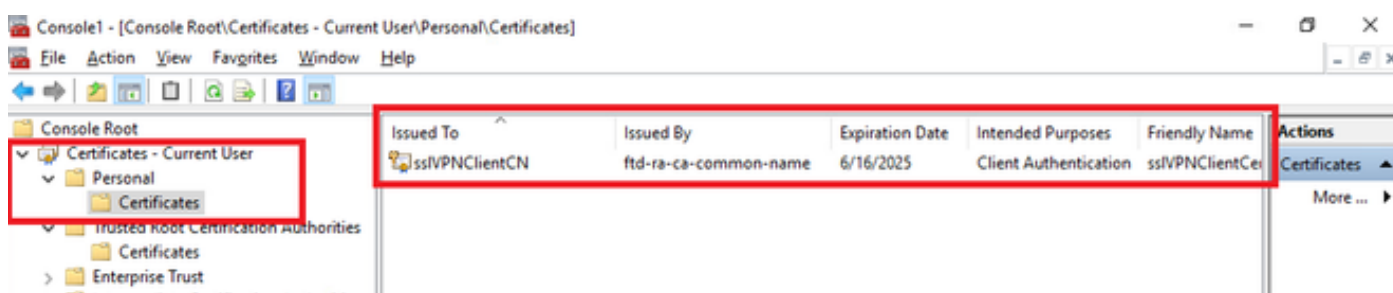 Console1 - [Console Root\Certificates - Current User\Personal\Certificates]
File Action View Favorites Window Help
Console Root
Certificates - Current User
Personal
Certificates
Trusted Root Certification Authorities
Certificates
Enterprise Trust
Issued To Issued By Expiration Date Intended Purposes Friendly Name
sslVPNClientCN ftd-ra-ca-common-name 6/16/2025 Client Authentication sslVPNClientCer
Actions
Certificates
More ...